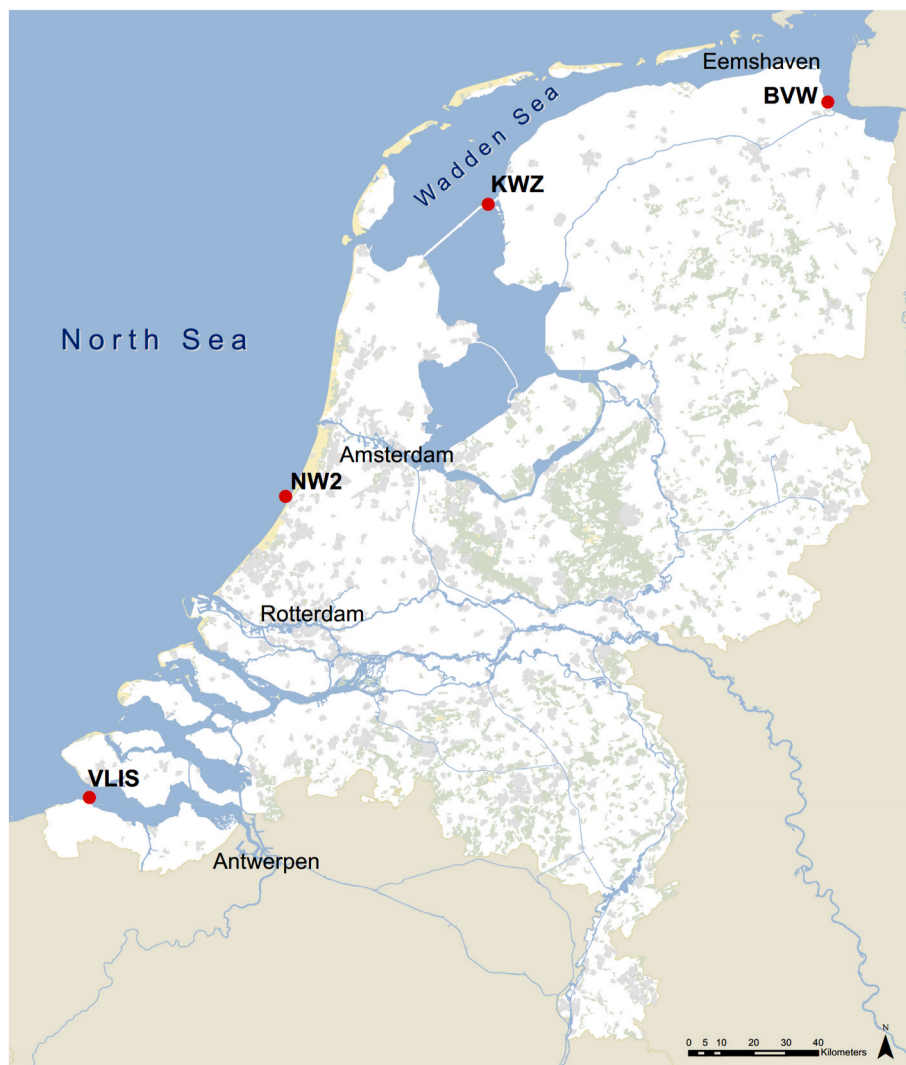 Eemshaven
BVW
Wadden Sea
KWZ
North Sea
Amsterdam
NW2
Rotterdam
VLIS
Antwerpen
N
0 5 10 20 30 40
Kilometers